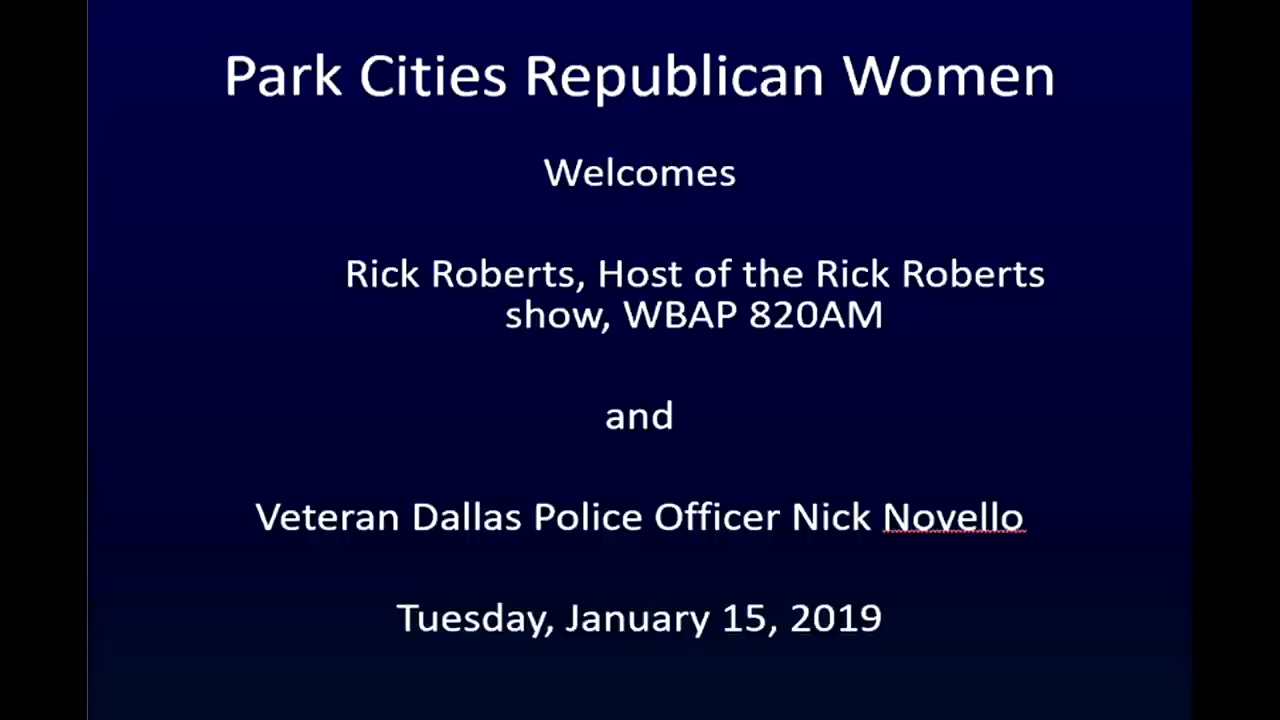 Park Cities Republican Women
Welcomes
Rick Roberts, Host of the Rick Roberts
show, WBAP 820AM
and
Veteran Dallas Police Officer Nick Novello
Tuesday, January 15, 2019